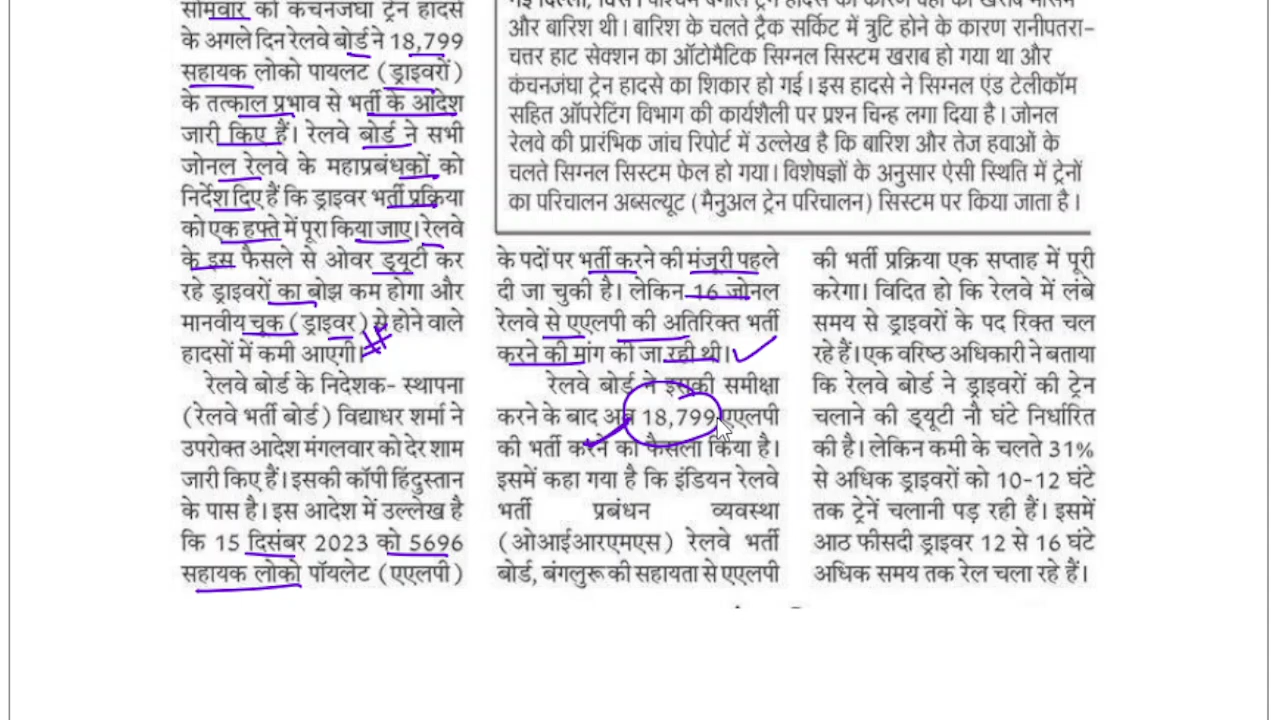 सोमवार को कंचनजंघा ट्रेन हादसे
के अगले दिन रेलवे बोर्ड ने 18,799
सहायक लोको पायलट (ड्राइवरों)
के तत्काल प्रभाव से भर्ती के आदेश
जारी किए हैं। रेलवे बोर्ड ने सभी
जोनल रेलवे के महाप्रबंधकों को
निर्देश दिए हैं कि ड्राइवर भर्ती प्रक्रिया
को एक हफ्ते में पूरा किया जाए। रेलवे
के इस फैसले से ओवर ड्यूटी कर
रहे ड्राइवरों का बोझ कम होगा और
मानवीय चूक (ड्राइवर) से होने वाले
हादसों में कमी आएगी।
रेलवे बोर्ड के निदेशक- स्थापना
(रेलवे भर्ती बोर्ड) विद्याधर शर्मा ने
उपरोक्त आदेश मंगलवार को देर शाम
जारी किए हैं। इसकी कॉपी हिंदुस्तान
के पास है। इस आदेश में उल्लेख है
कि 15 दिसंबर 2023 को 5696
सहायक लोको पॉयलेट (एएलपी)
नई दिल्ली, विसं। पश्चिम बंगाल ट्रेन हादसे का कारण वहां का खराब मौसम
और बारिश थी। बारिश के चलते ट्रैक सर्किट में त्रुटि होने के कारण रानीपतरा-
चत्तर हाट सेक्शन का ऑटोमैटिक सिग्नल सिस्टम खराब हो गया था और
कंचनजंघा ट्रेन हादसे का शिकार हो गई। इस हादसे ने सिग्नल एंड टेलीकॉम
सहित ऑपरेटिंग विभाग की कार्यशैली पर प्रश्न चिन्ह लगा दिया है। जोनल
रेलवे की प्रारंभिक जांच रिपोर्ट में उल्लेख है कि बारिश और तेज हवाओं के
चलते सिग्नल सिस्टम फेल हो गया। विशेषज्ञों के अनुसार ऐसी स्थिति में ट्रेनों
का परिचालन अब्सल्यूट (मैनुअल ट्रेन परिचालन) सिस्टम पर किया जाता है।
के पदों पर भर्ती करने की मंजूरी पहले
दी जा चुकी है। लेकिन 16 जोनल
रेलवे से एएलपी की अतिरिक्त भर्ती
करने की मांग की जा रही थी।
रेलवे बोर्ड ने इसकी समीक्षा
करने के बाद अब 18,799 एएलपी
की भर्ती करने का फैसला किया है।
इसमें कहा गया है कि इंडियन रेलवे
भर्ती प्रबंधन व्यवस्था
(ओआईआरएमएस) रेलवे भर्ती
बोर्ड, बंगलुरू की सहायता से एएलपी
की भर्ती प्रक्रिया एक सप्ताह में पूरी
करेगा। विदित हो कि रेलवे में लंबे
समय से ड्राइवरों के पद रिक्त चल
रहे हैं। एक वरिष्ठ अधिकारी ने बताया
कि रेलवे बोर्ड ने ड्राइवरों की ट्रेन
चलाने की ड्यूटी नौ घंटे निर्धारित
की है। लेकिन कमी के चलते 31%
से अधिक ड्राइवरों को 10-12 घंटे
तक ट्रेनें चलानी पड़ रही हैं। इसमें
आठ फीसदी ड्राइवर 12 से 16 घंटे
अधिक समय तक रेल चला रहे हैं।